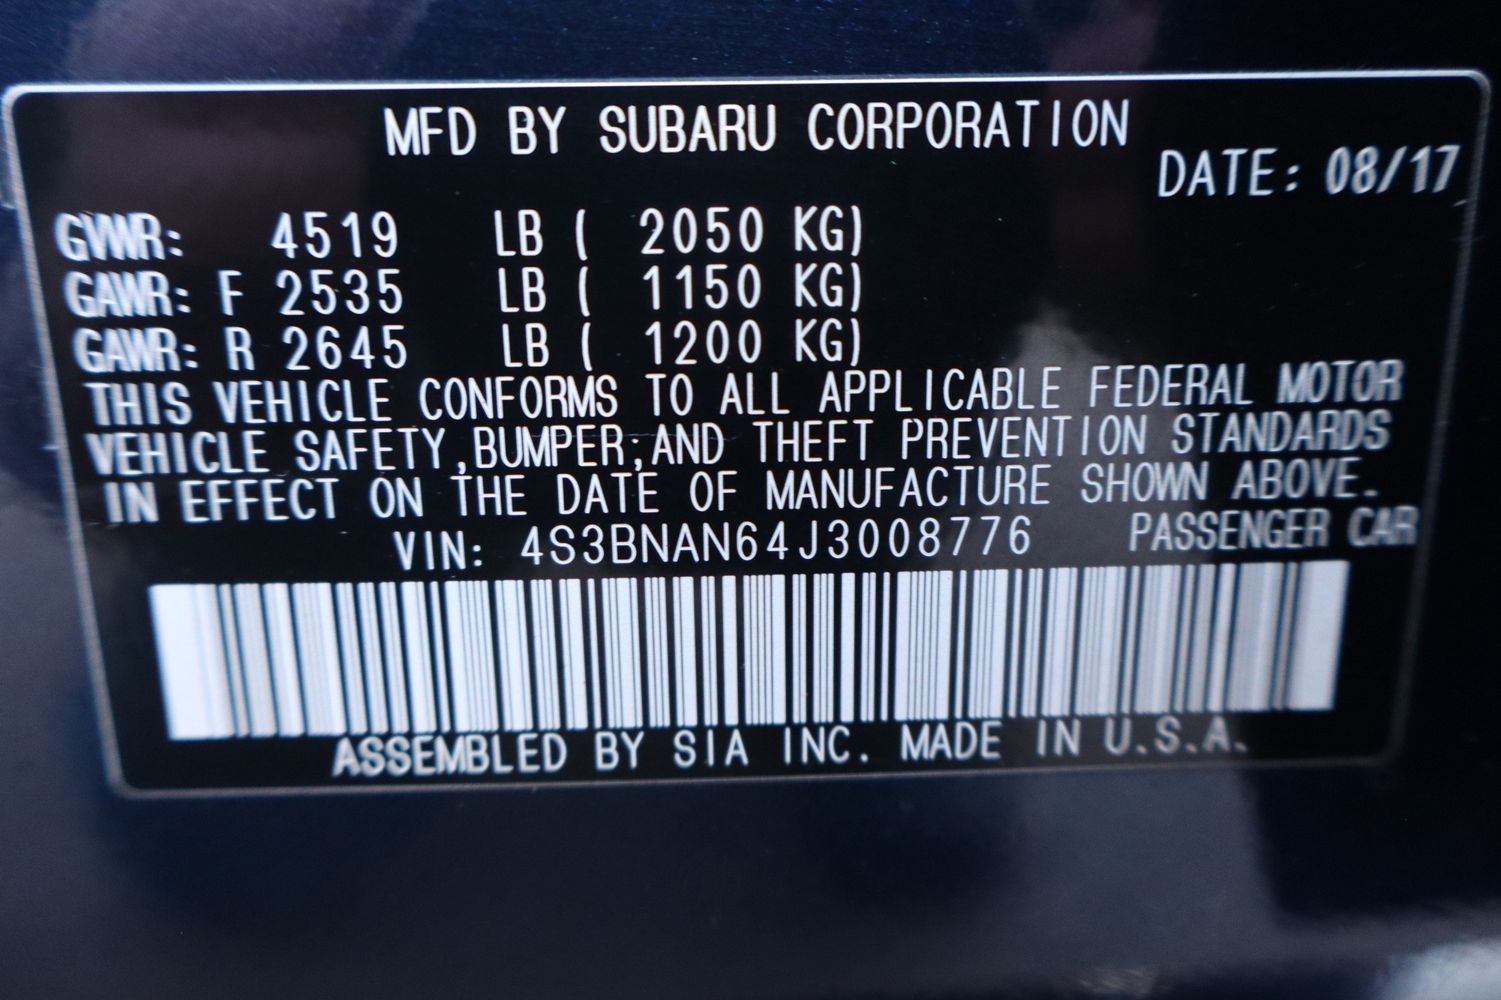 MFD BY SUBARU CORPORATION
DATE: 08/17
GVWR: 4519 LB ( 2050 KG)
GAWR: F 2535 LB ( 1150 KG)
GAWR: R 2645 LB ( 1200 KG)
THIS VEHICLE CONFORMS TO ALL APPLICABLE FEDERAL MOTOR
VEHICLE SAFETY,BUMPER;AND THEFT PREVENTION STANDARDS
IN EFFECT ON THE DATE OF MANUFACTURE SHOWN ABOVE.
VIN: 4S3BNAN64J3008776 PASSENGER CAR
ASSEMBLED BY SIA INC. MADE IN U.S.A.